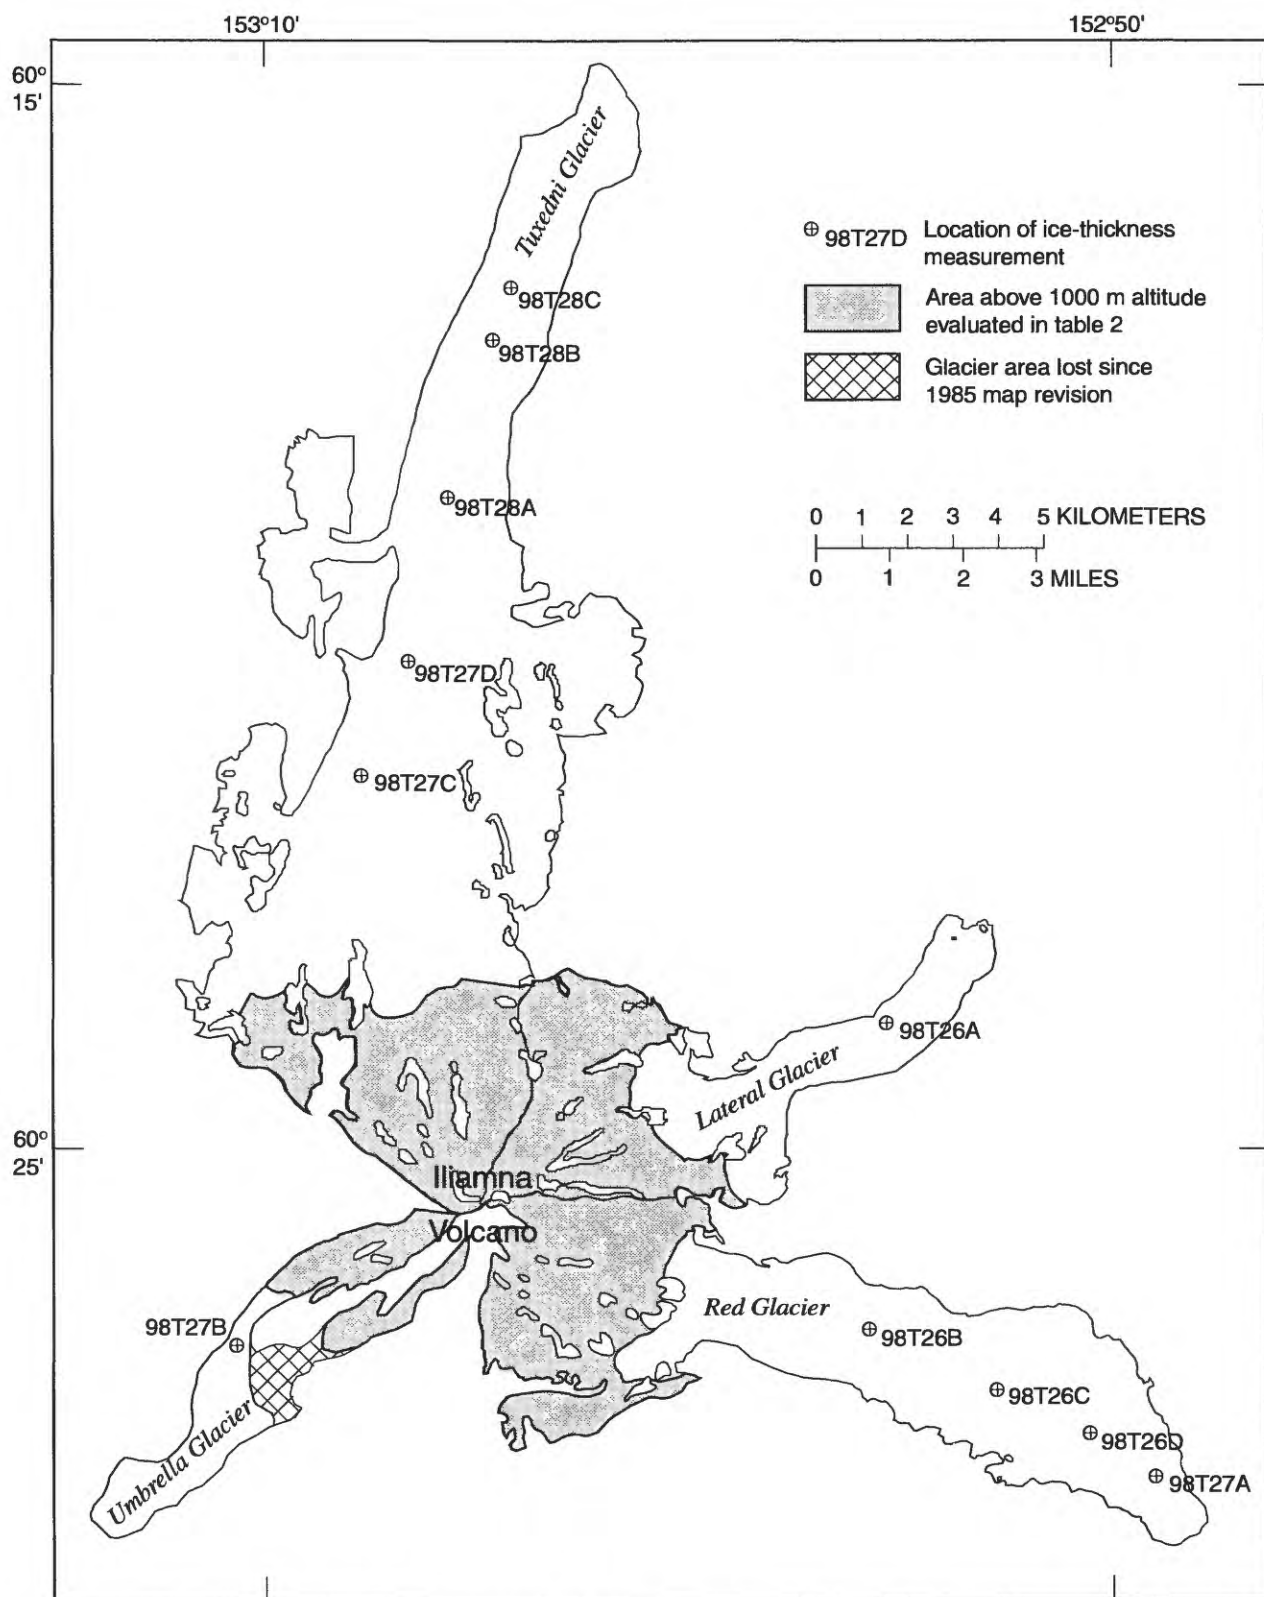 153°10'
152°50'
60°
15'
Tuxedni Glacier
⊕ 98T27D Location of ice-thickness
measurement
98T28C
Area above 1000 m altitude
evaluated in table 2
98T28B
Glacier area lost since
1985 map revision
98T28A
0 1 2 3 4 5 KILOMETERS
0 1 2 3 MILES
98T27D
98T27C
98T26A
Lateral Glacier
60°
25'
Iliamna
Volcano
Red Glacier
98T27B
98T26B
98T26C
Umbrella Glacier
98T26D
98T27A